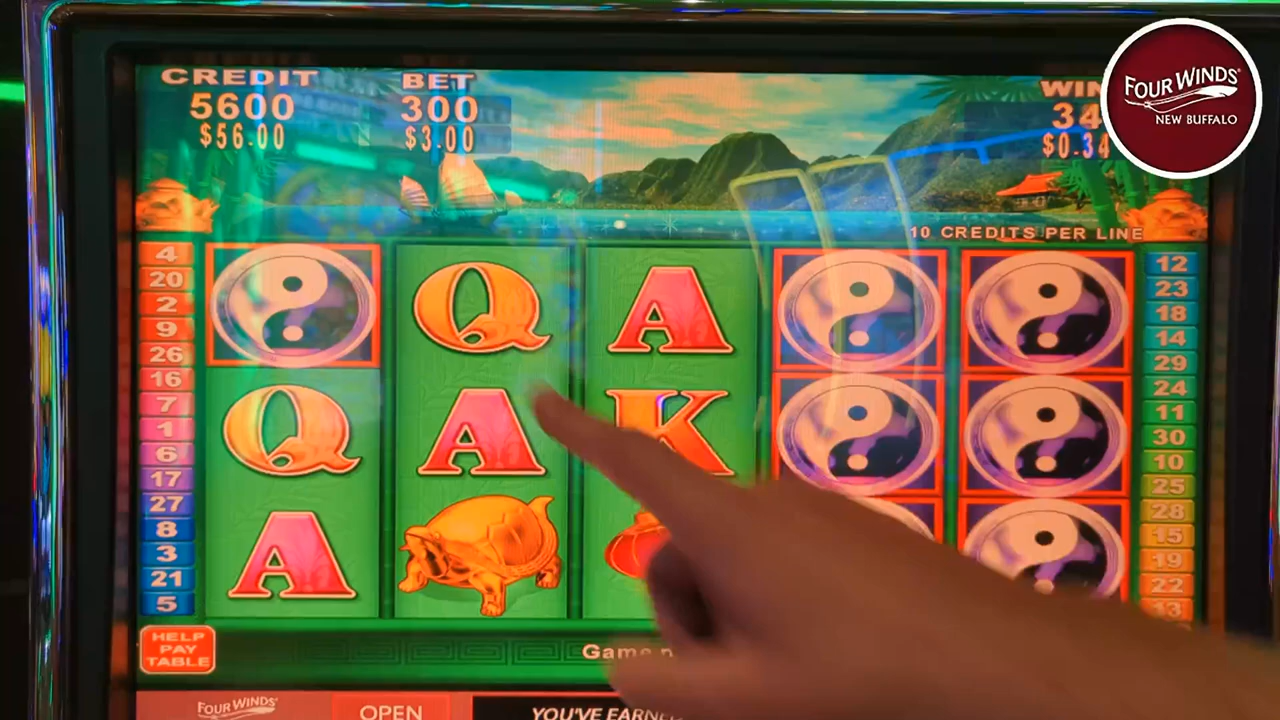 CREDIT
5600
$56.00
BET
300
$3.00
WIN
34
$0.34
FOUR WINDS®
NEW BUFFALO
10 CREDITS PER LINE
4
20
2
9
26
16
7
1
6
17
27
8
3
21
5
Q
A
Q
A
K
A
12
23
18
14
29
24
11
30
10
25
28
15
19
22
13
HELP
PAY
TABLE
Game
FOUR WINDS®
OPEN
YOU'VE EARNED